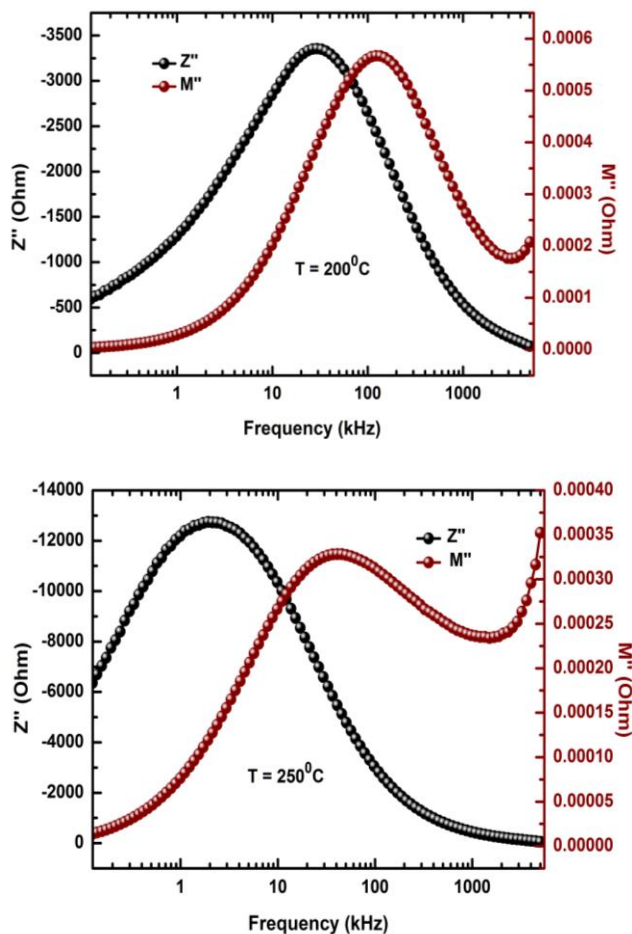 -3500
-3000
-2500
-2000
-1500
-1000
-500
0
Z'' (Ohm)
Z''
M''
T = 200⁰C
0.0006
0.0005
0.0004
0.0003
0.0002
0.0001
0.0000
M'' (Ohm)
1 10 100 1000
Frequency (kHz)
-14000
-12000
-10000
-8000
-6000
-4000
-2000
0
Z'' (Ohm)
Z''
M''
T = 250⁰C
0.00040
0.00035
0.00030
0.00025
0.00020
0.00015
0.00010
0.00005
0.00000
M'' (Ohm)
1 10 100 1000
Frequency (kHz)